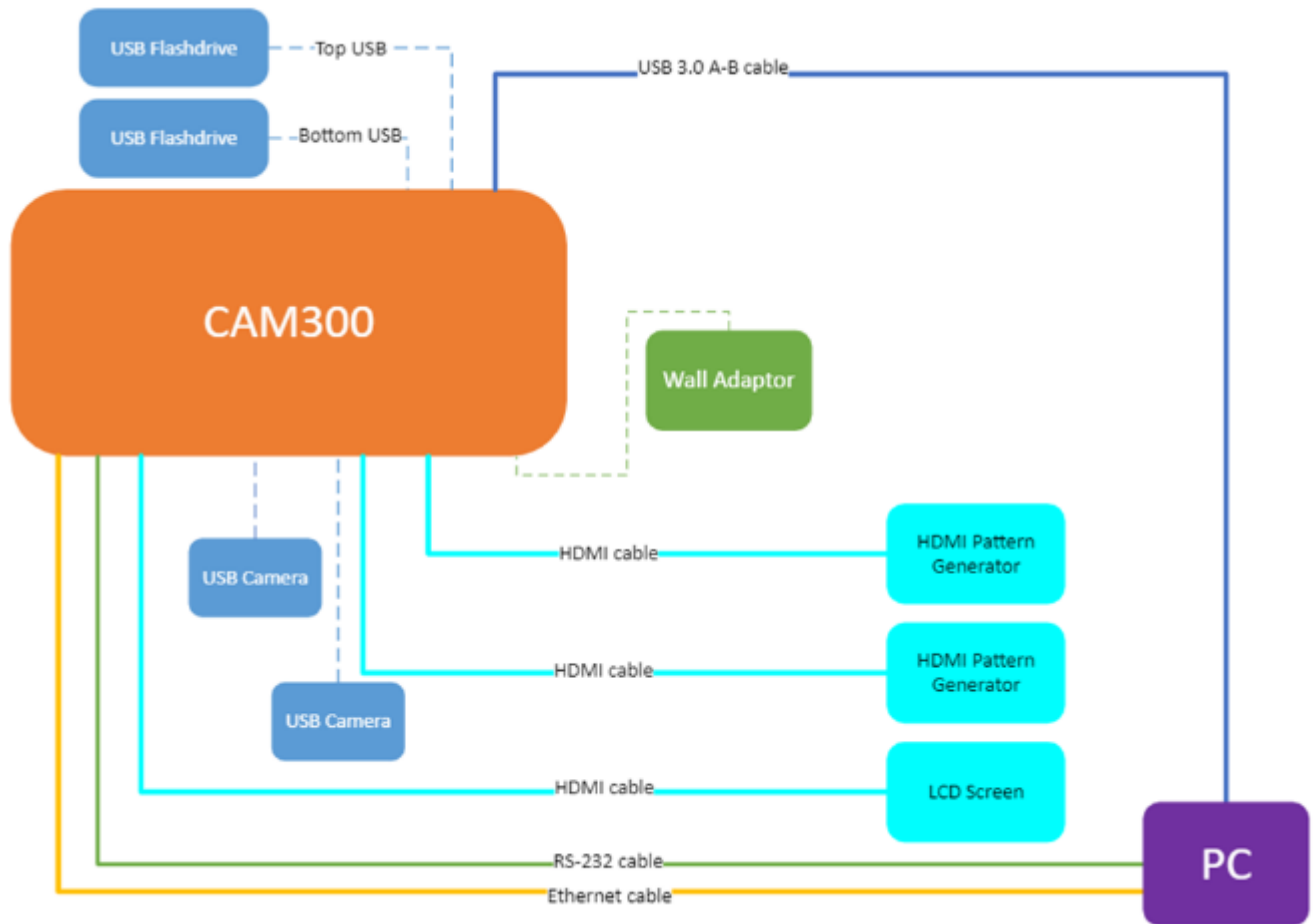 USB Flashdrive
Top USB
USB 3.0 A-B cable
USB Flashdrive
Bottom USB
CAM300
Wall Adaptor
HDMI cable
HDMI Pattern
Generator
USB Camera
HDMI cable
HDMI Pattern
Generator
USB Camera
HDMI cable
LCD Screen
RS-232 cable
PC
Ethernet cable